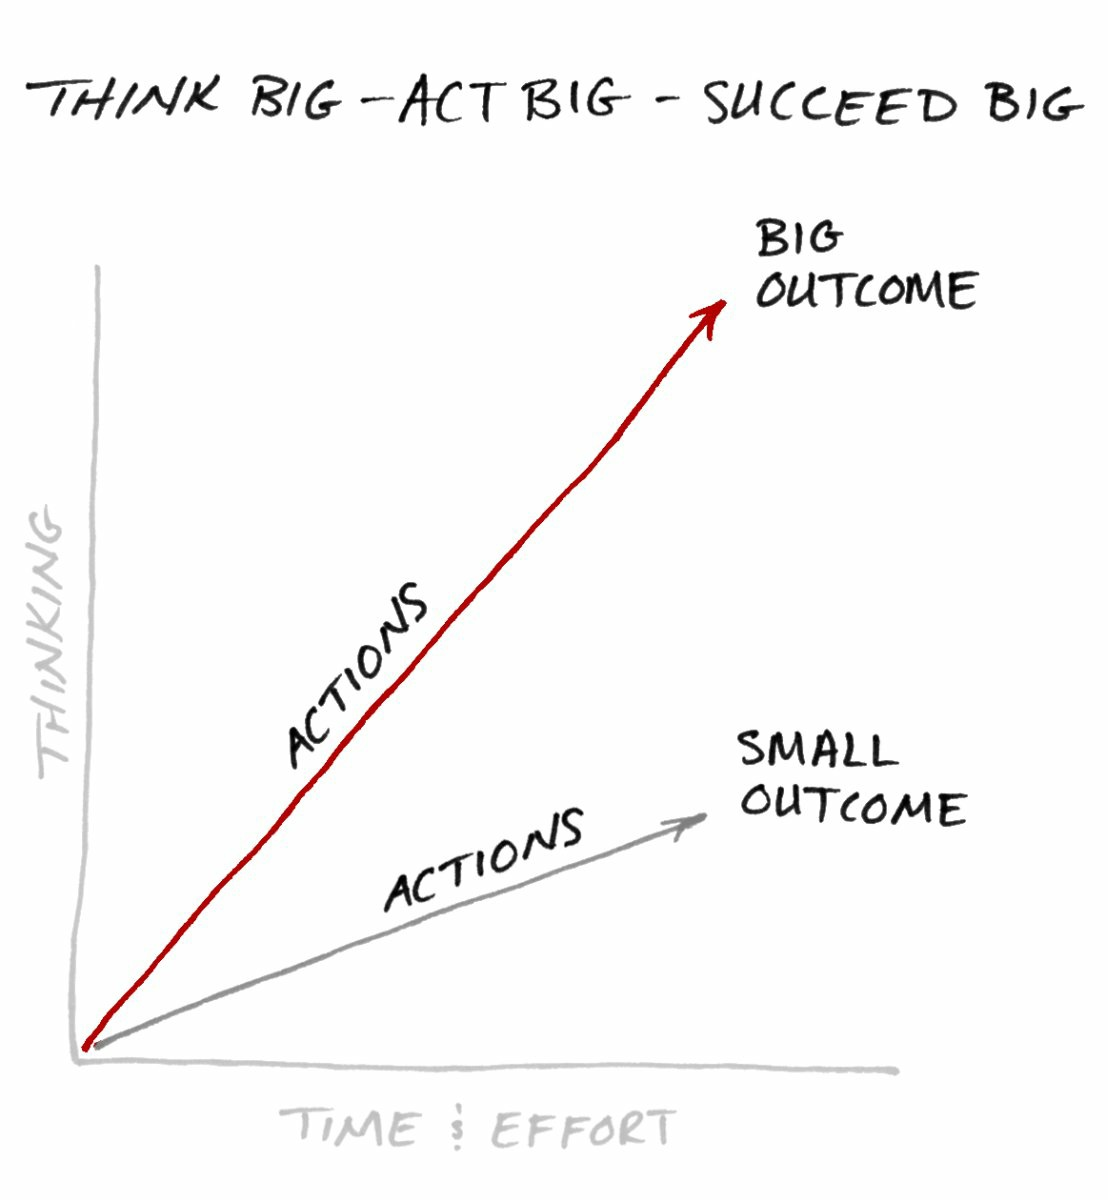 THINK BIG - ACT BIG - SUCCEED BIG
BIG
OUTCOME
ACTIONS
THINKING
SMALL
OUTCOME
ACTIONS
TIME & EFFORT